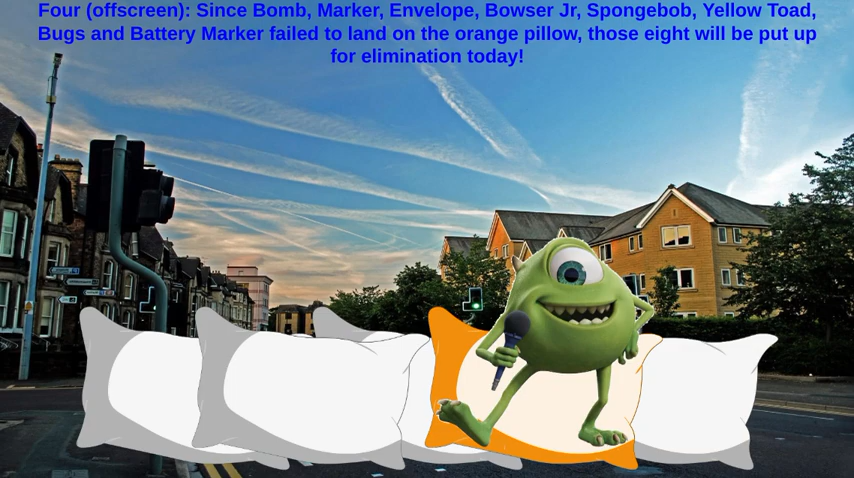 Four (offscreen): Since Bomb, Marker, Envelope, Bowser Jr, Spongebob, Yellow Toad,
Bugs and Battery Marker failed to land on the orange pillow, those eight will be put up
for elimination today!